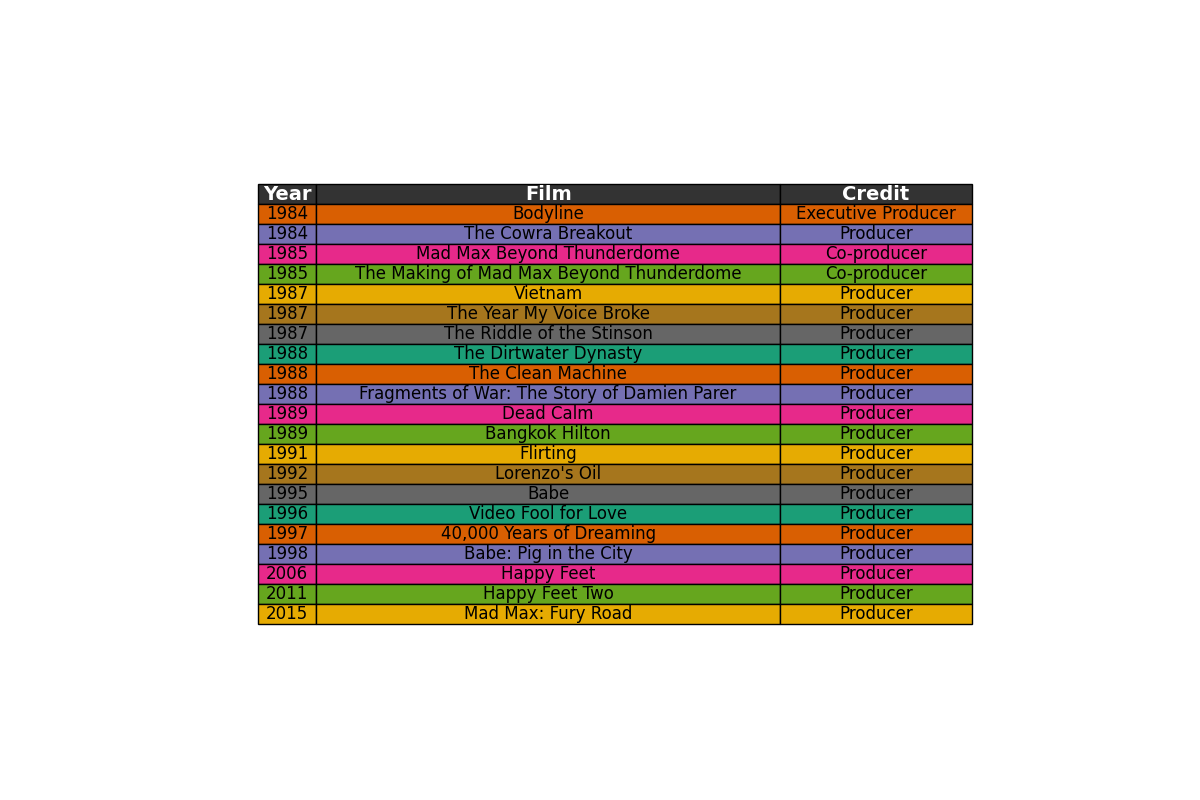 Year Film Credit
1984 Bodyline Executive Producer
1984 The Cowra Breakout Producer
1985 Mad Max Beyond Thunderdome Co-producer
1985 The Making of Mad Max Beyond Thunderdome Co-producer
1987 Vietnam Producer
1987 The Year My Voice Broke Producer
1987 The Riddle of the Stinson Producer
1988 The Dirtwater Dynasty Producer
1988 The Clean Machine Producer
1988 Fragments of War: The Story of Damien Parer Producer
1989 Dead Calm Producer
1989 Bangkok Hilton Producer
1991 Flirting Producer
1992 Lorenzo's Oil Producer
1995 Babe Producer
1996 Video Fool for Love Producer
1997 40,000 Years of Dreaming Producer
1998 Babe: Pig in the City Producer
2006 Happy Feet Producer
2011 Happy Feet Two Producer
2015 Mad Max: Fury Road Producer